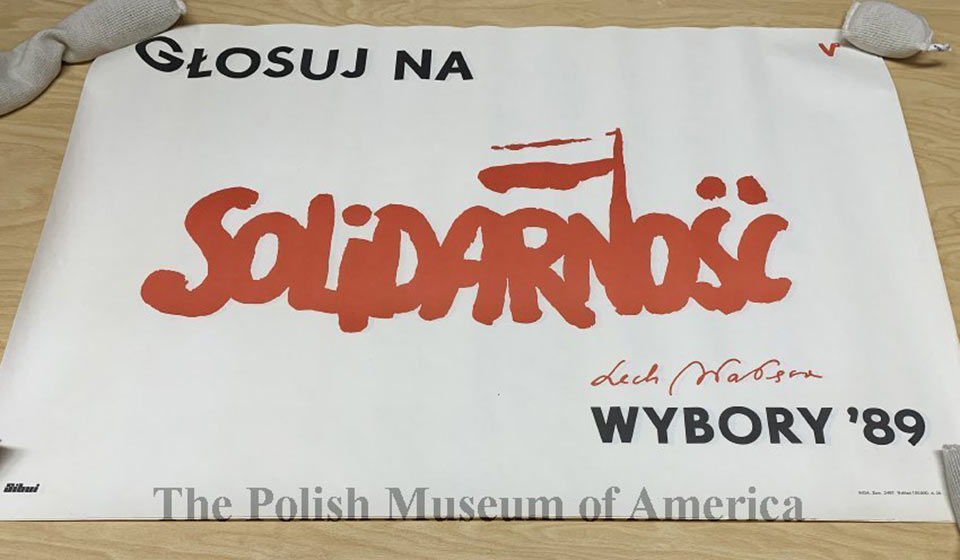 GŁOSUJ NA
SOLIDARNOŚĆ
Lech Wałęsa
WYBORY '89
The Polish Museum of America